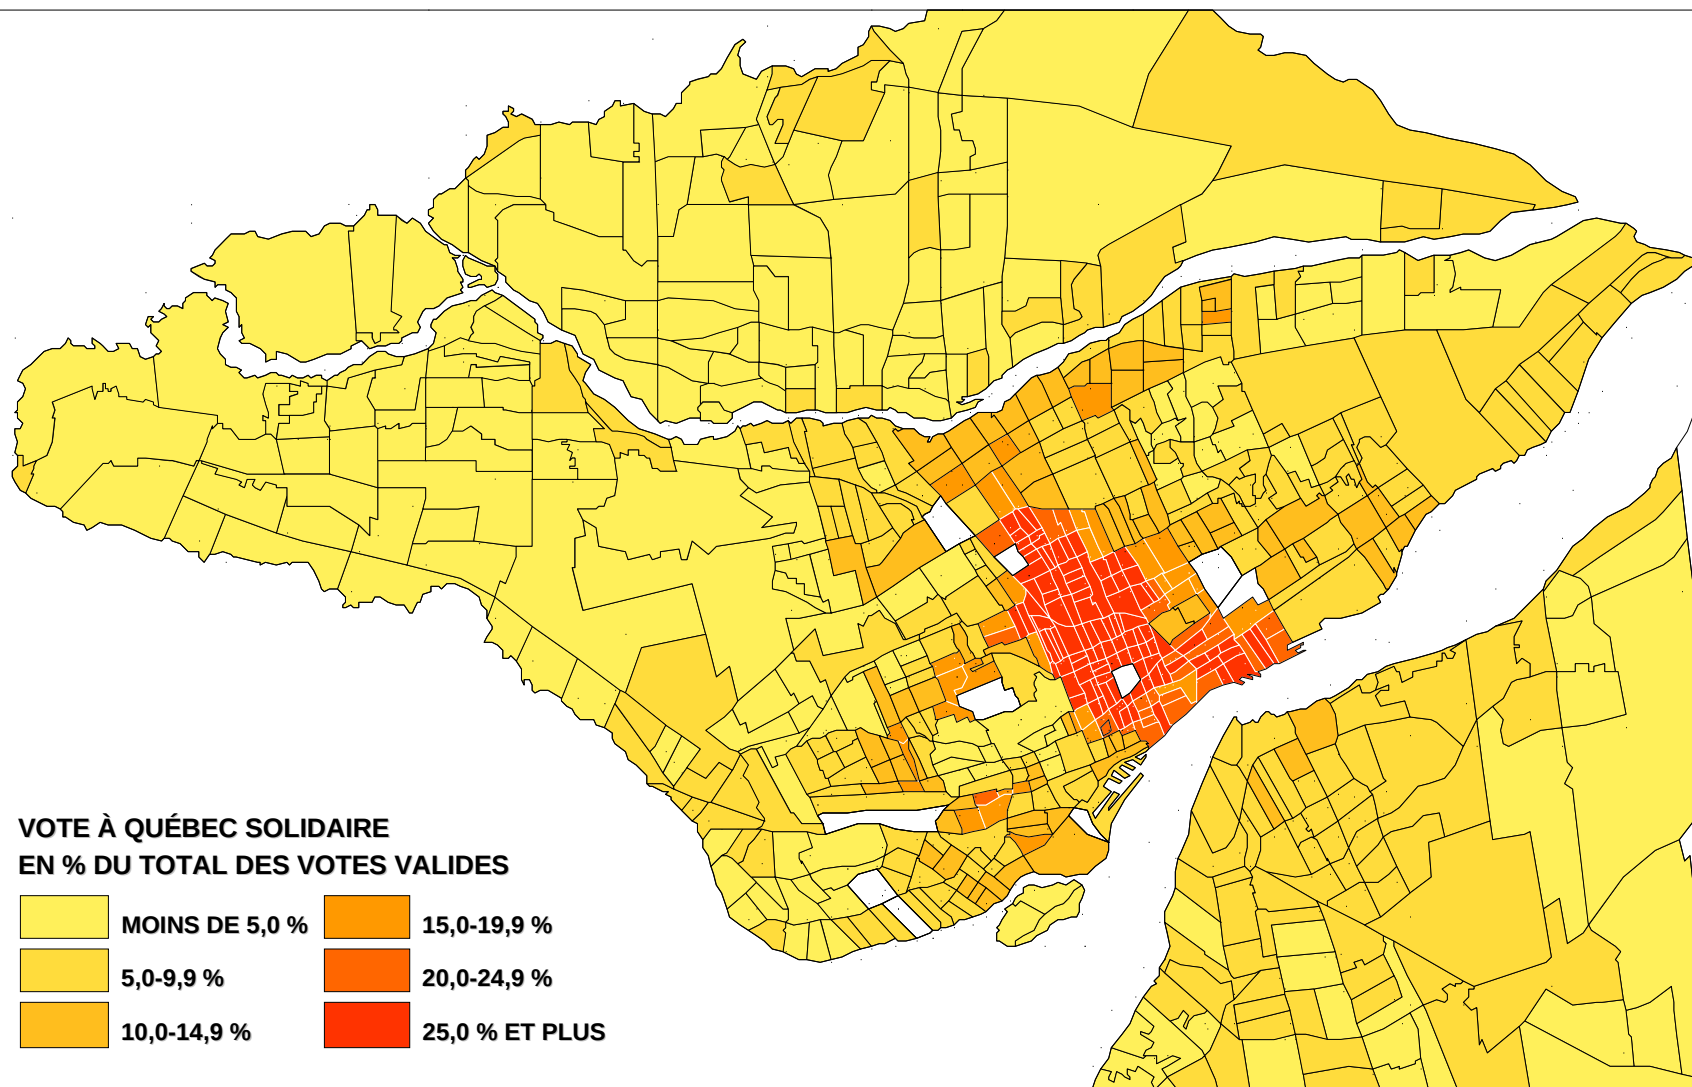 VOTE À QUÉBEC SOLIDAIRE
EN % DU TOTAL DES VOTES VALIDES
MOINS DE 5,0 %
5,0-9,9 %
10,0-14,9 %
15,0-19,9 %
20,0-24,9 %
25,0 % ET PLUS